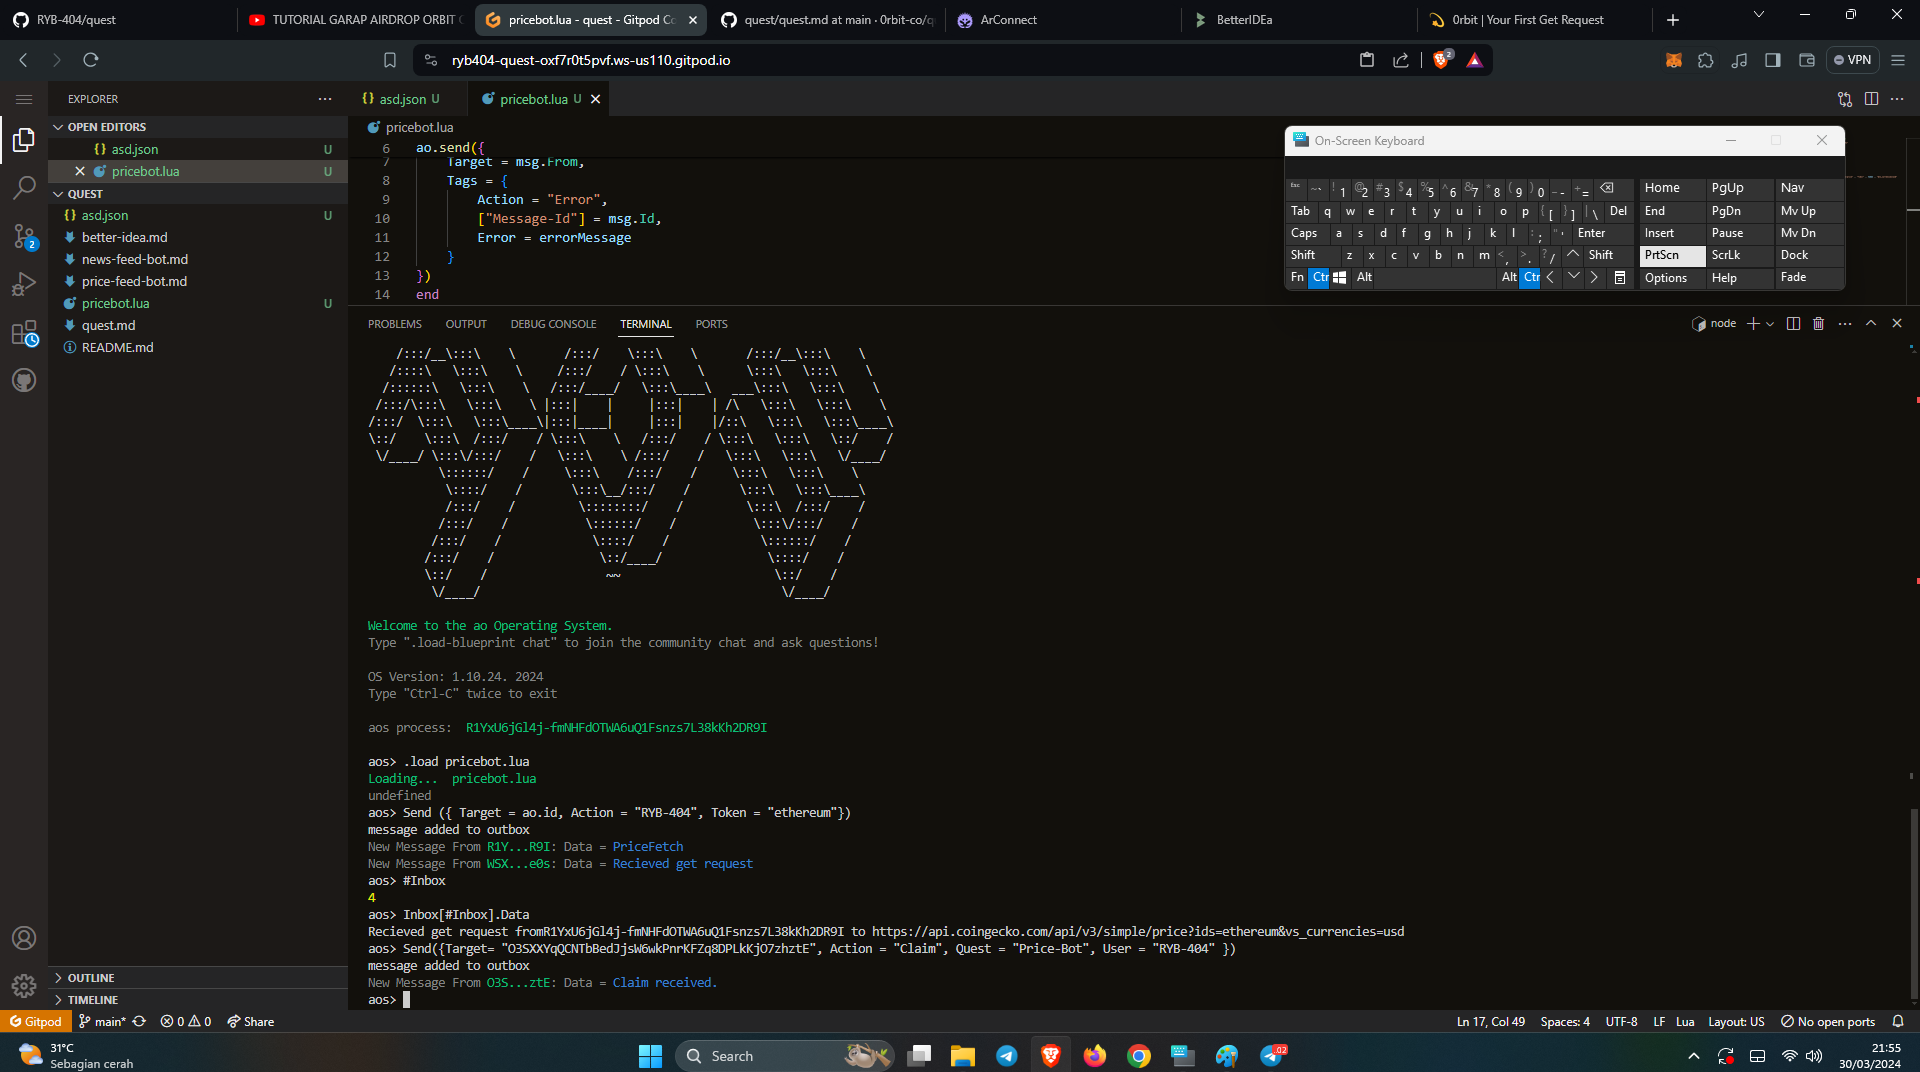 RYB-404/quest
TUTORIAL GARAP AIRDROP ORBIT
pricebot.lua - quest - Gitpod Co
quest/quest.md at main · 0rbit-co/qu
ArConnect
BetterIDEa
0rbit | Your First Get Request
ryb404-quest-oxf7r0t5pvf.ws-us110.gitpod.io
2
VPN
EXPLORER
OPEN EDITORS
asd.json
pricebot.lua U
QUEST
asd.json U
better-idea.md
news-feed-bot.md
price-feed-bot.md
pricebot.lua U
quest.md
README.md
OUTLINE
TIMELINE
2
asd.json U
pricebot.lua U
pricebot.lua
6 ao.send({
7 Target = msg.From,
8 Tags = {
9 Action = "Error",
10 ["Message-Id"] = msg.Id,
11 Error = errorMessage
12 }
13 })
14 end
On-Screen Keyboard
Esc ~ ` ! 1 @ 2 # 3 $ 4 % 5 ^ 6 & 7 * 8 ( 9 ) 0 _ - + = Home PgUp Nav
Tab q w e r t y u i o p { [ } ] | \ Del End PgDn Mv Up
Caps a s d f g h j k l : ; " ' Enter Insert Pause Mv Dn
Shift z x c v b n m < , > . ? / Shift PrtScn ScrLk Dock
Fn Ctr Alt Alt Ctr Options Help Fade
PROBLEMS OUTPUT DEBUG CONSOLE TERMINAL PORTS
node
Welcome to the ao Operating System.
Type ".load-blueprint chat" to join the community chat and ask questions!
OS Version: 1.10.24. 2024
Type "Ctrl-C" twice to exit
aos process: R1YxU6jGl4j-fmNHFdOTWA6uQ1Fsnzs7L38kKh2DR9I
aos> .load pricebot.lua
Loading... pricebot.lua
undefined
aos> Send ({ Target = ao.id, Action = "RYB-404", Token = "ethereum"})
message added to outbox
New Message From R1Y...R9I: Data = PriceFetch
New Message From WSX...e0s: Data = Recieved get request
aos> #Inbox
4
aos> Inbox[#Inbox].Data
Recieved get request fromR1YxU6jGl4j-fmNHFdOTWA6uQ1Fsnzs7L38kKh2DR9I to https://api.coingecko.com/api/v3/simple/price?ids=ethereum&vs_currencies=usd
aos> Send({Target= "O3SXXYqQCNTbBedJjsW6wkPnrKFZq8DPLkKjO7zhztE", Action = "Claim", Quest = "Price-Bot", User = "RYB-404" })
message added to outbox
New Message From O3S...ztE: Data = Claim received.
aos>
Gitpod main* 0 0 Share
Ln 17, Col 49 Spaces: 4 UTF-8 LF Lua Layout: US No open ports
31°C
Sebagian cerah
Search
02
21:55
30/03/2024